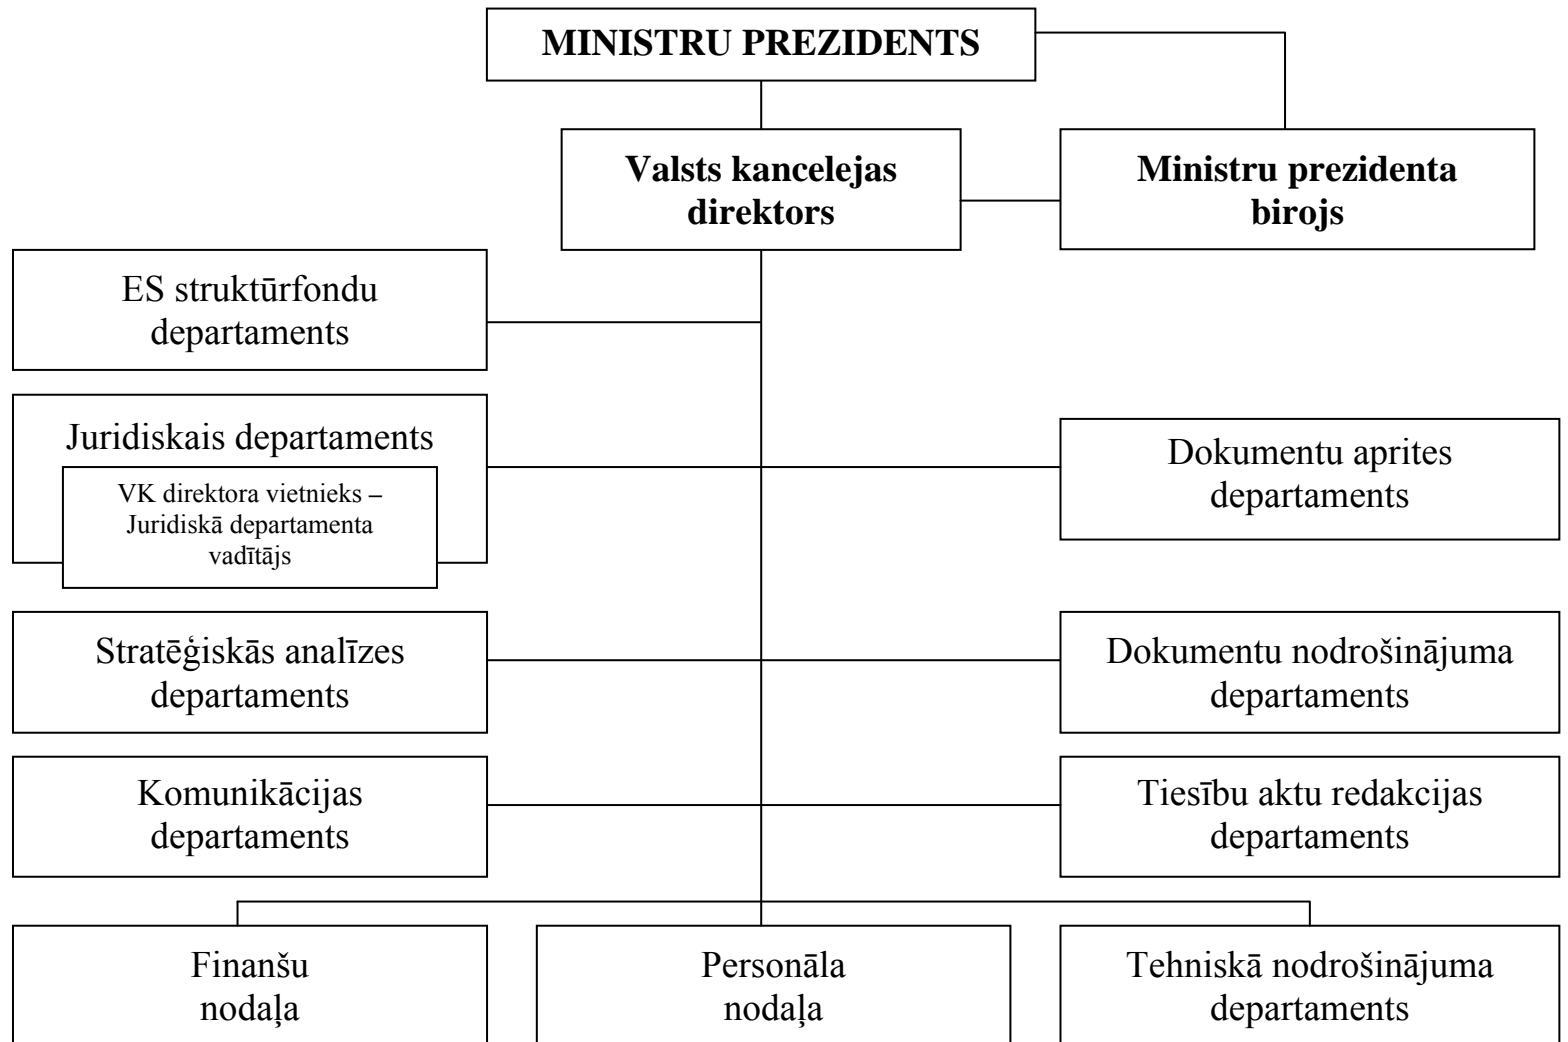 MINISTRU PREZIDENTS
Valsts kancelejas
direktors
Ministru prezidenta
birojs
ES struktūrfondu
departaments
Juridiskais departaments
VK direktora vietnieks –
Juridiskā departamenta
vadītājs
Dokumentu aprites
departaments
Stratēģiskās analīzes
departaments
Dokumentu nodrošinājuma
departaments
Komunikācijas
departaments
Tiesību aktu redakcijas
departaments
Finanšu
nodaļa
Personāla
nodaļa
Tehniskā nodrošinājuma
departaments